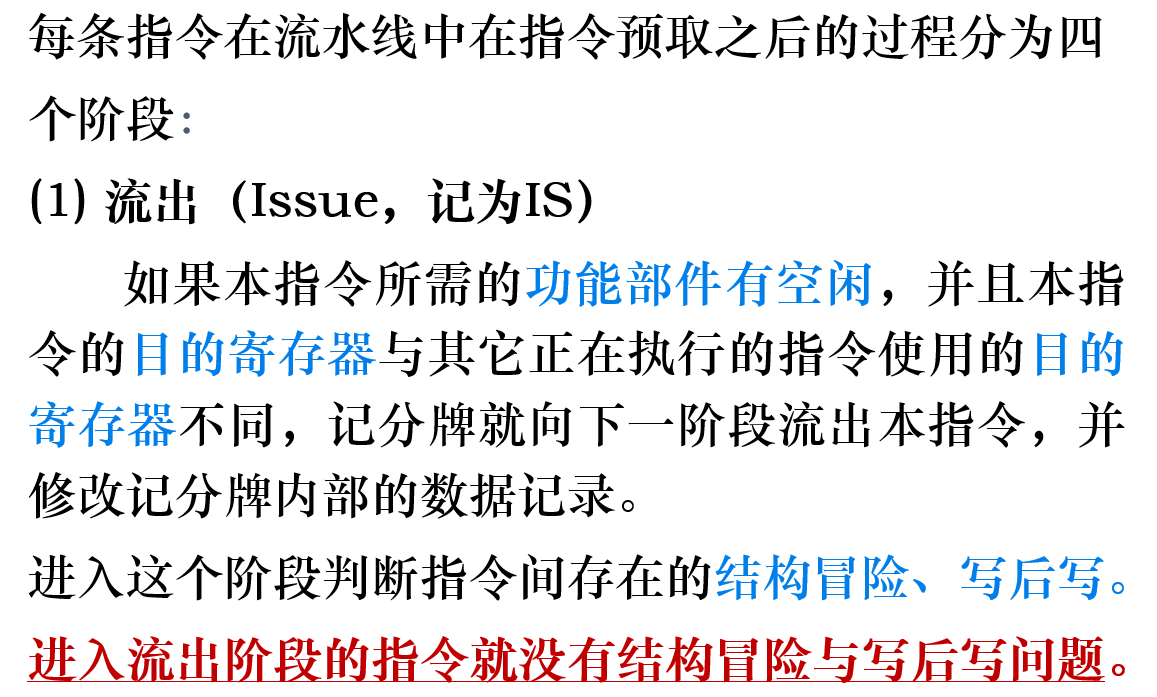 每条指令在流水线中在指令预取之后的过程分为四
个阶段:
(1) 流出（Issue，记为IS）
如果本指令所需的功能部件有空闲，并且本指
令的目的寄存器与其它正在执行的指令使用的目的
寄存器不同，记分牌就向下一阶段流出本指令，并
修改记分牌内部的数据记录。
进入这个阶段判断指令间存在的结构冒险、写后写。
进入流出阶段的指令就没有结构冒险与写后写问题。